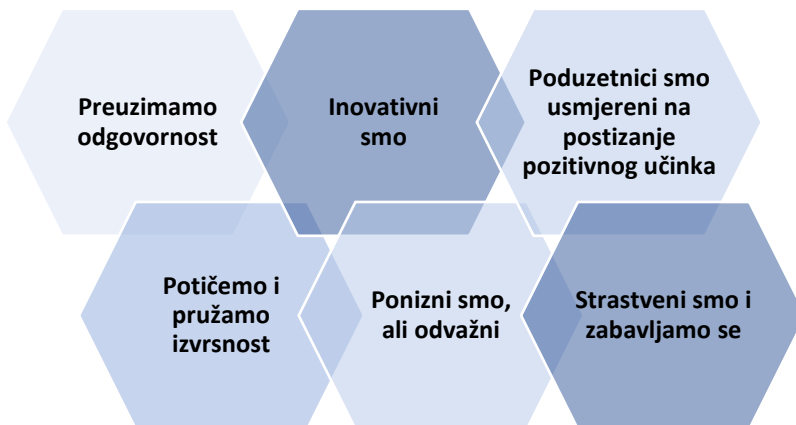 Preuzimamo
odgovornost
Inovativni
smo
Poduzetnici smo
usmjereni na
postizanje
pozitivnog učinka
Potičemo i
pružamo
izvrsnost
Ponizni smo,
ali odvažni
Strastveni smo i
zabavljamo se